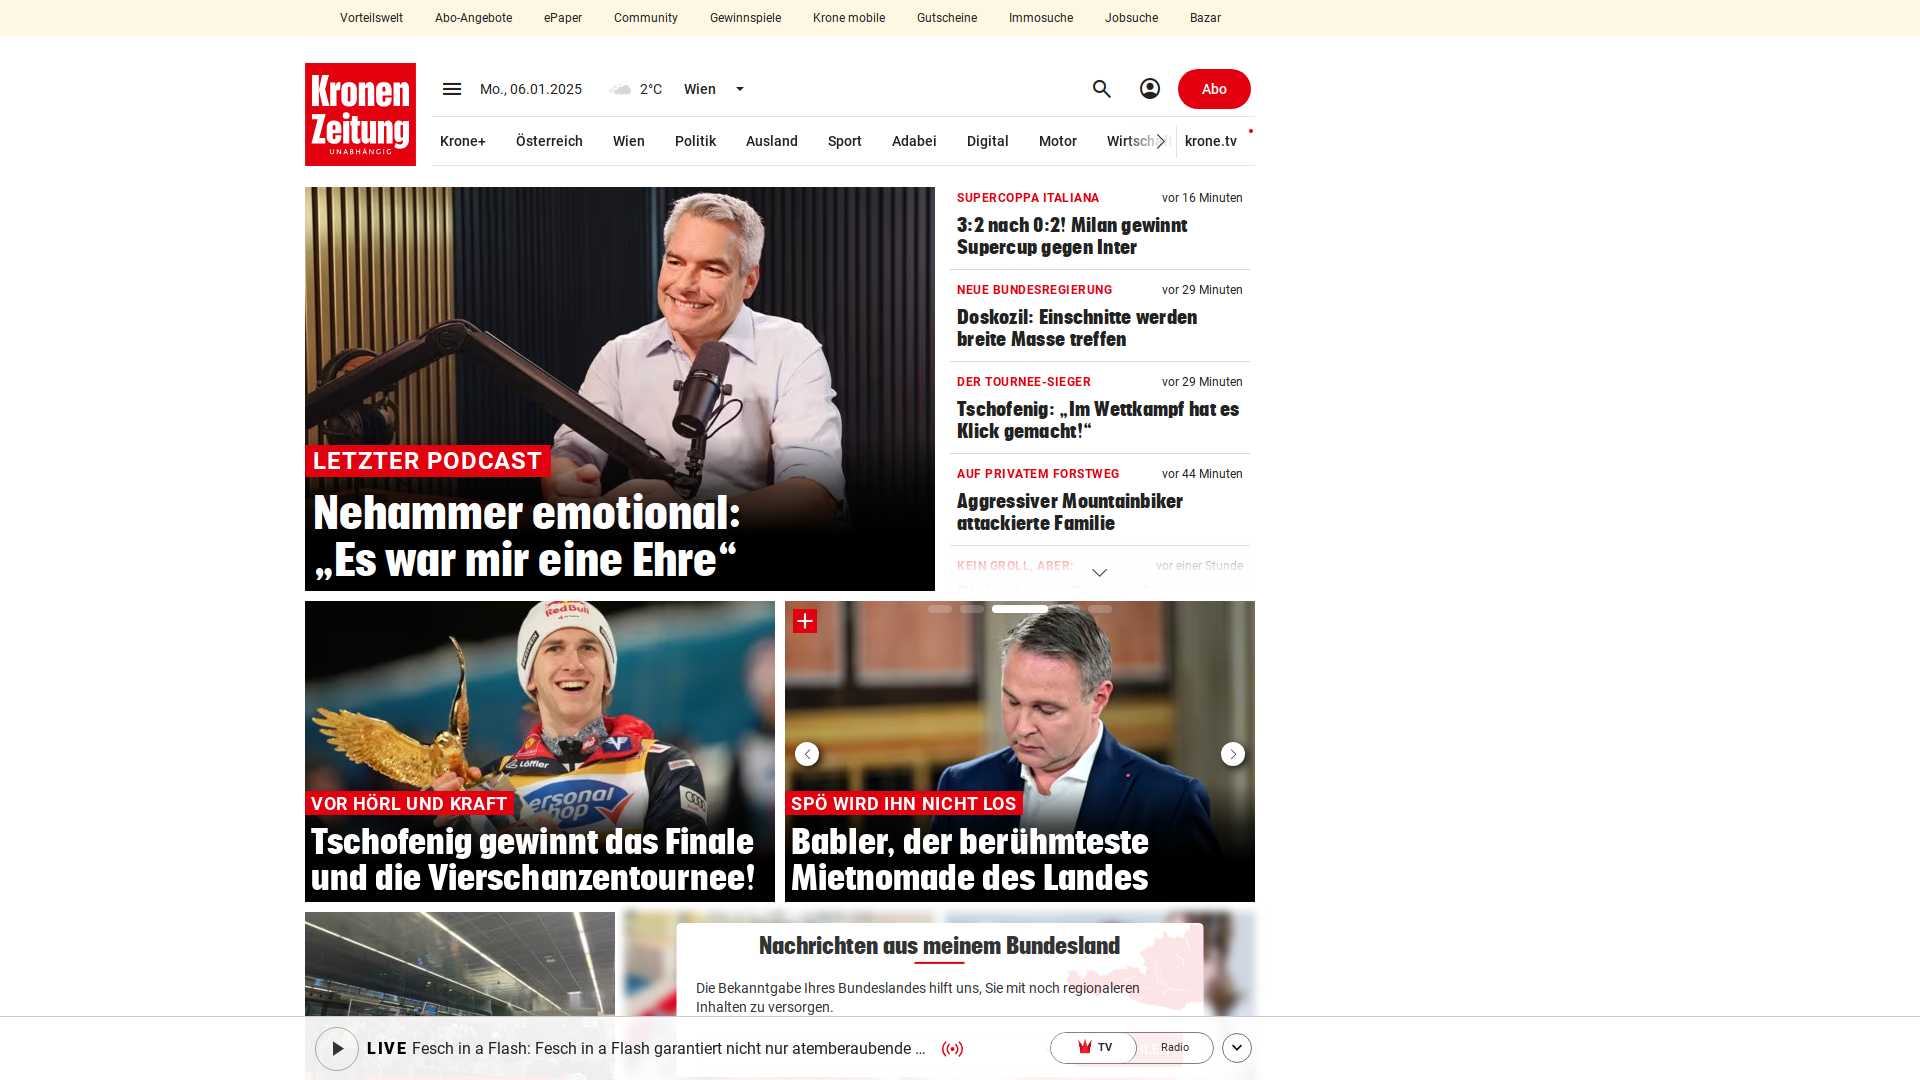 Vorteilswelt Abo-Angebote ePaper Community Gewinnspiele Krone mobile Gutscheine Immosuche Jobsuche Bazar
Kronen
Zeitung
UNABHÄNGIG
Mo., 06.01.2025 2°C Wien
Abo
Krone+ Österreich Wien Politik Ausland Sport Adabei Digital Motor Wirtschaft krone.tv
LETZTER PODCAST
Nehammer emotional:
„Es war mir eine Ehre“
SUPERCOPPA ITALIANA vor 16 Minuten
3:2 nach 0:2! Milan gewinnt
Supercup gegen Inter
NEUE BUNDESREGIERUNG vor 29 Minuten
Doskozil: Einschnitte werden
breite Masse treffen
DER TOURNEE-SIEGER vor 29 Minuten
Tschofenig: „Im Wettkampf hat es
Klick gemacht!“
AUF PRIVATEM FORSTWEG vor 44 Minuten
Aggressiver Mountainbiker
attackierte Familie
KEIN GROLL, ABER: vor einer Stunde
Red Bull
Löffler
ersonal
hop
VOR HÖRL UND KRAFT
Tschofenig gewinnt das Finale
und die Vierschanzentournee!
SPÖ WIRD IHN NICHT LOS
Babler, der berühmteste
Mietnomade des Landes
Nachrichten aus meinem Bundesland
Die Bekanntgabe Ihres Bundeslandes hilft uns, Sie mit noch regionaleren
Inhalten zu versorgen.
LIVE Fesch in a Flash: Fesch in a Flash garantiert nicht nur atemberaubende ...
TV Radio